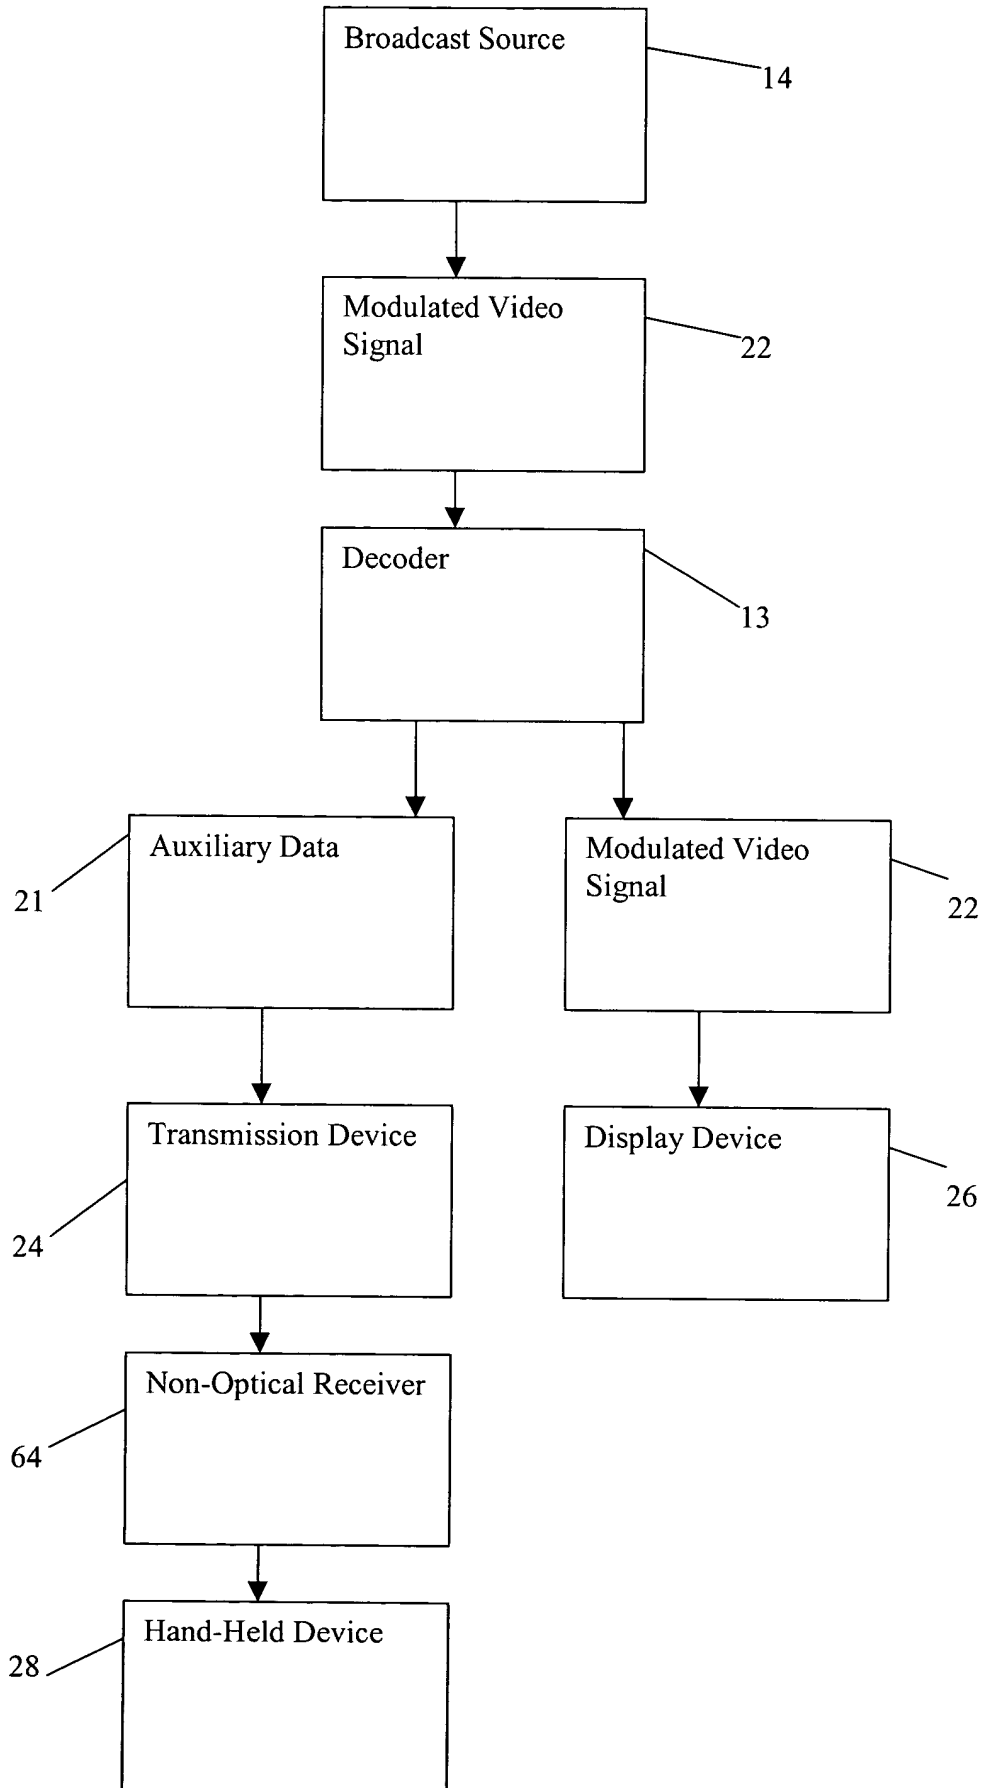 Broadcast Source
14
Modulated Video
Signal
22
Decoder
13
Auxiliary Data
21
Modulated Video
Signal
22
Transmission Device
24
Display Device
26
Non-Optical Receiver
64
Hand-Held Device
28